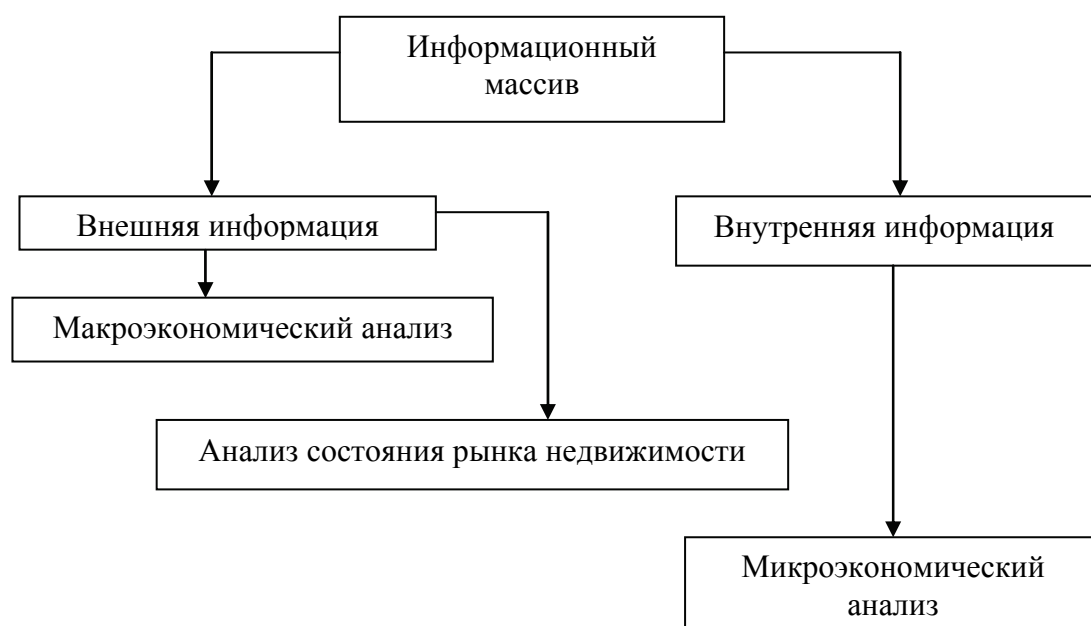 Информационный
массив
Внешняя информация
Внутренняя информация
Макроэкономический анализ
Анализ состояния рынка недвижимости
Микроэкономический
анализ